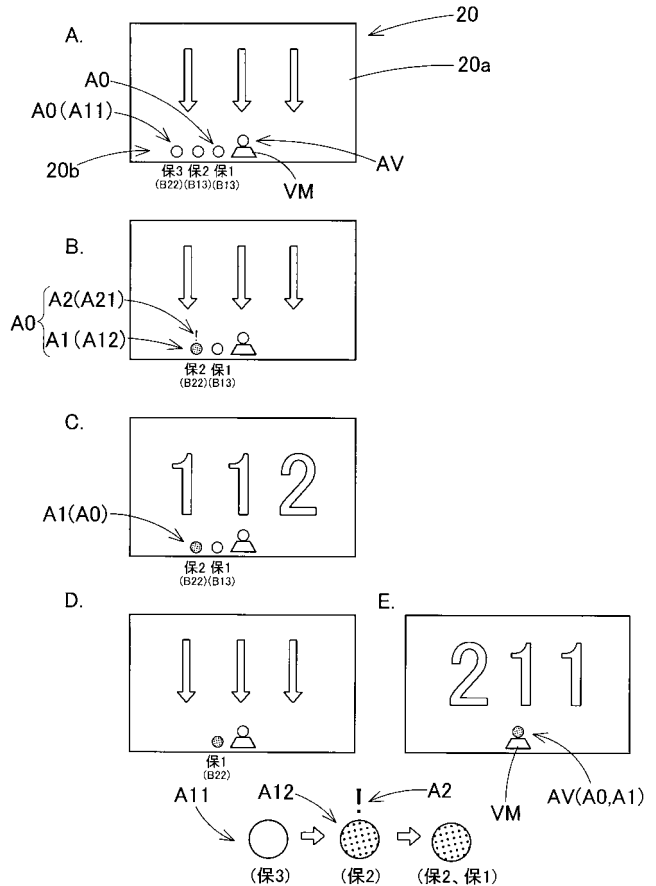 A.
20
A0
20a
A0(A11)
20b
AV
保3 保2 保1
(B22)(B13)(B13)
VM
B.
A2(A21)
!
A0
A1(A12)
保2 保1
(B22)(B13)
C.
1 1 2
A1(A0)
保2 保1
(B22)(B13)
D.
E.
2 1 1
保1
(B22)
A11
A12
!
A2
VM
AV(A0,A1)
(保3)
(保2)
(保2、保1)